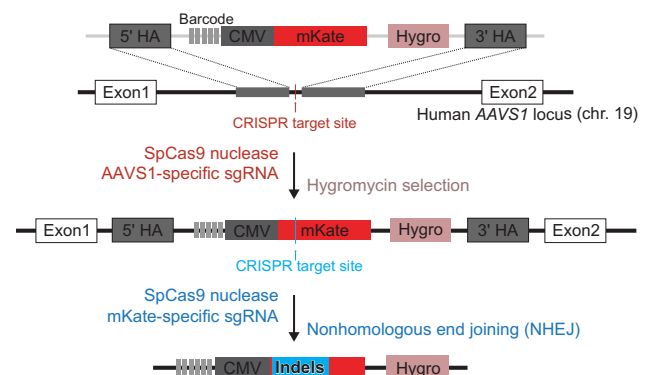 Barcode
5' HA CMV mKate Hygro 3' HA
Exon1 Exon2
Human AAVS1 locus (chr. 19)
CRISPR target site
SpCas9 nuclease
AAVS1-specific sgRNA
Hygromycin selection
Exon1 5' HA CMV mKate Hygro 3' HA Exon2
CRISPR target site
SpCas9 nuclease
mKate-specific sgRNA
Nonhomologous end joining (NHEJ)
CMV Indels Hygro